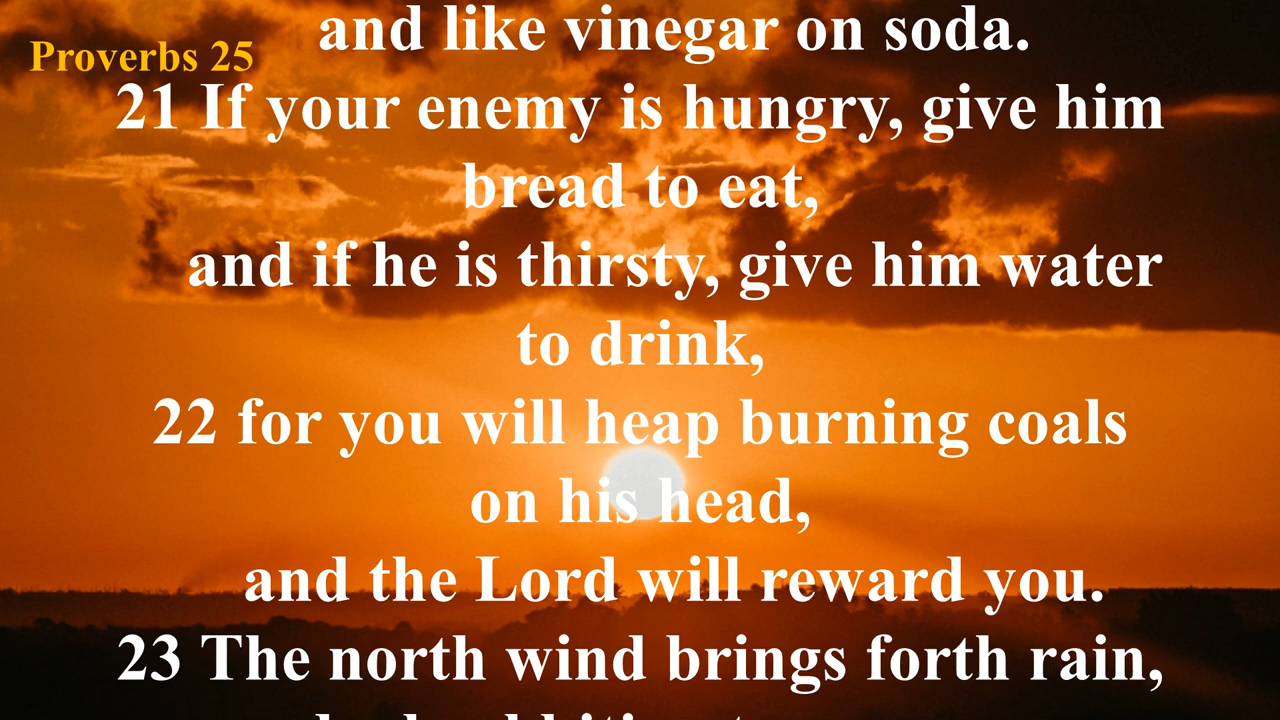 and like vinegar on soda.
Proverbs 25
21 If your enemy is hungry, give him
bread to eat,
and if he is thirsty, give him water
to drink,
22 for you will heap burning coals
on his head,
and the Lord will reward you.
23 The north wind brings forth rain,